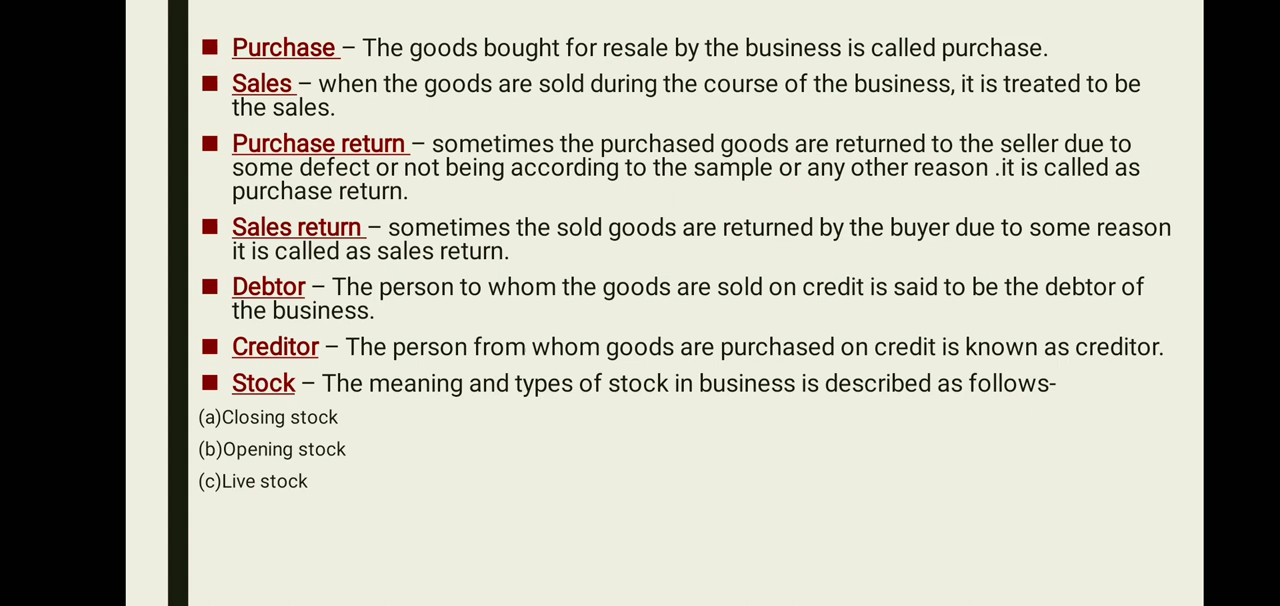 ■ Purchase – The goods bought for resale by the business is called purchase.
■ Sales – when the goods are sold during the course of the business, it is treated to be
the sales.
■ Purchase return – sometimes the purchased goods are returned to the seller due to
some defect or not being according to the sample or any other reason .it is called as
purchase return.
■ Sales return – sometimes the sold goods are returned by the buyer due to some reason
it is called as sales return.
■ Debtor – The person to whom the goods are sold on credit is said to be the debtor of
the business.
■ Creditor – The person from whom goods are purchased on credit is known as creditor.
■ Stock – The meaning and types of stock in business is described as follows-
(a)Closing stock
(b)Opening stock
(c)Live stock